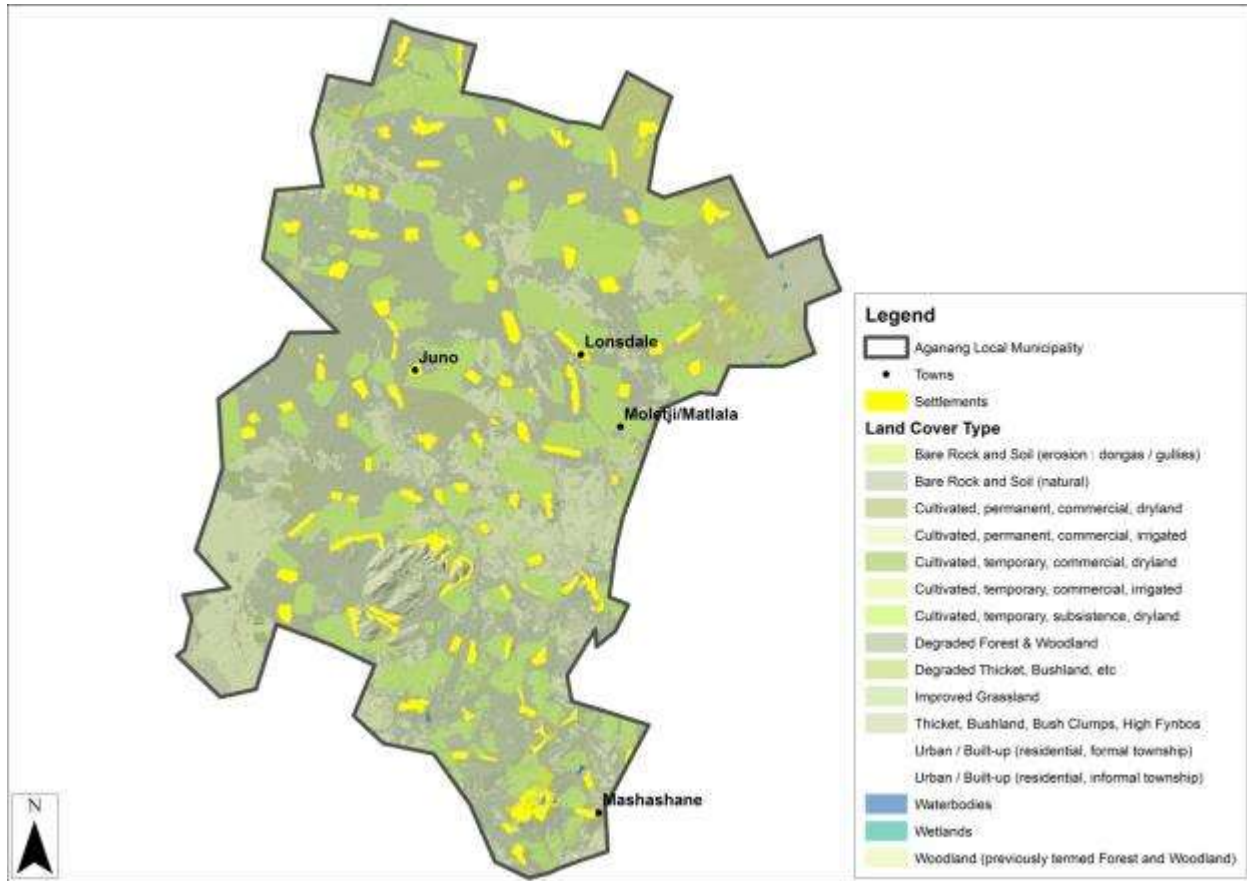 Juno
Lonsdale
Moletji/Matlala
Mashashane
N
Legend
Aganang Local Municipality
Towns
Settlements
Land Cover Type
Bare Rock and Soil (erosion : dongas / gullies)
Bare Rock and Soil (natural)
Cultivated, permanent, commercial, dryland
Cultivated, permanent, commercial, irrigated
Cultivated, temporary, commercial, dryland
Cultivated, temporary, commercial, irrigated
Cultivated, temporary, subsistence, dryland
Degraded Forest & Woodland
Degraded Thicket, Bushland, etc
Improved Grassland
Thicket, Bushland, Bush Clumps, High Fynbos
Urban / Built-up (residential, formal township)
Urban / Built-up (residential, informal township)
Waterbodies
Wetlands
Woodland (previously termed Forest and Woodland)